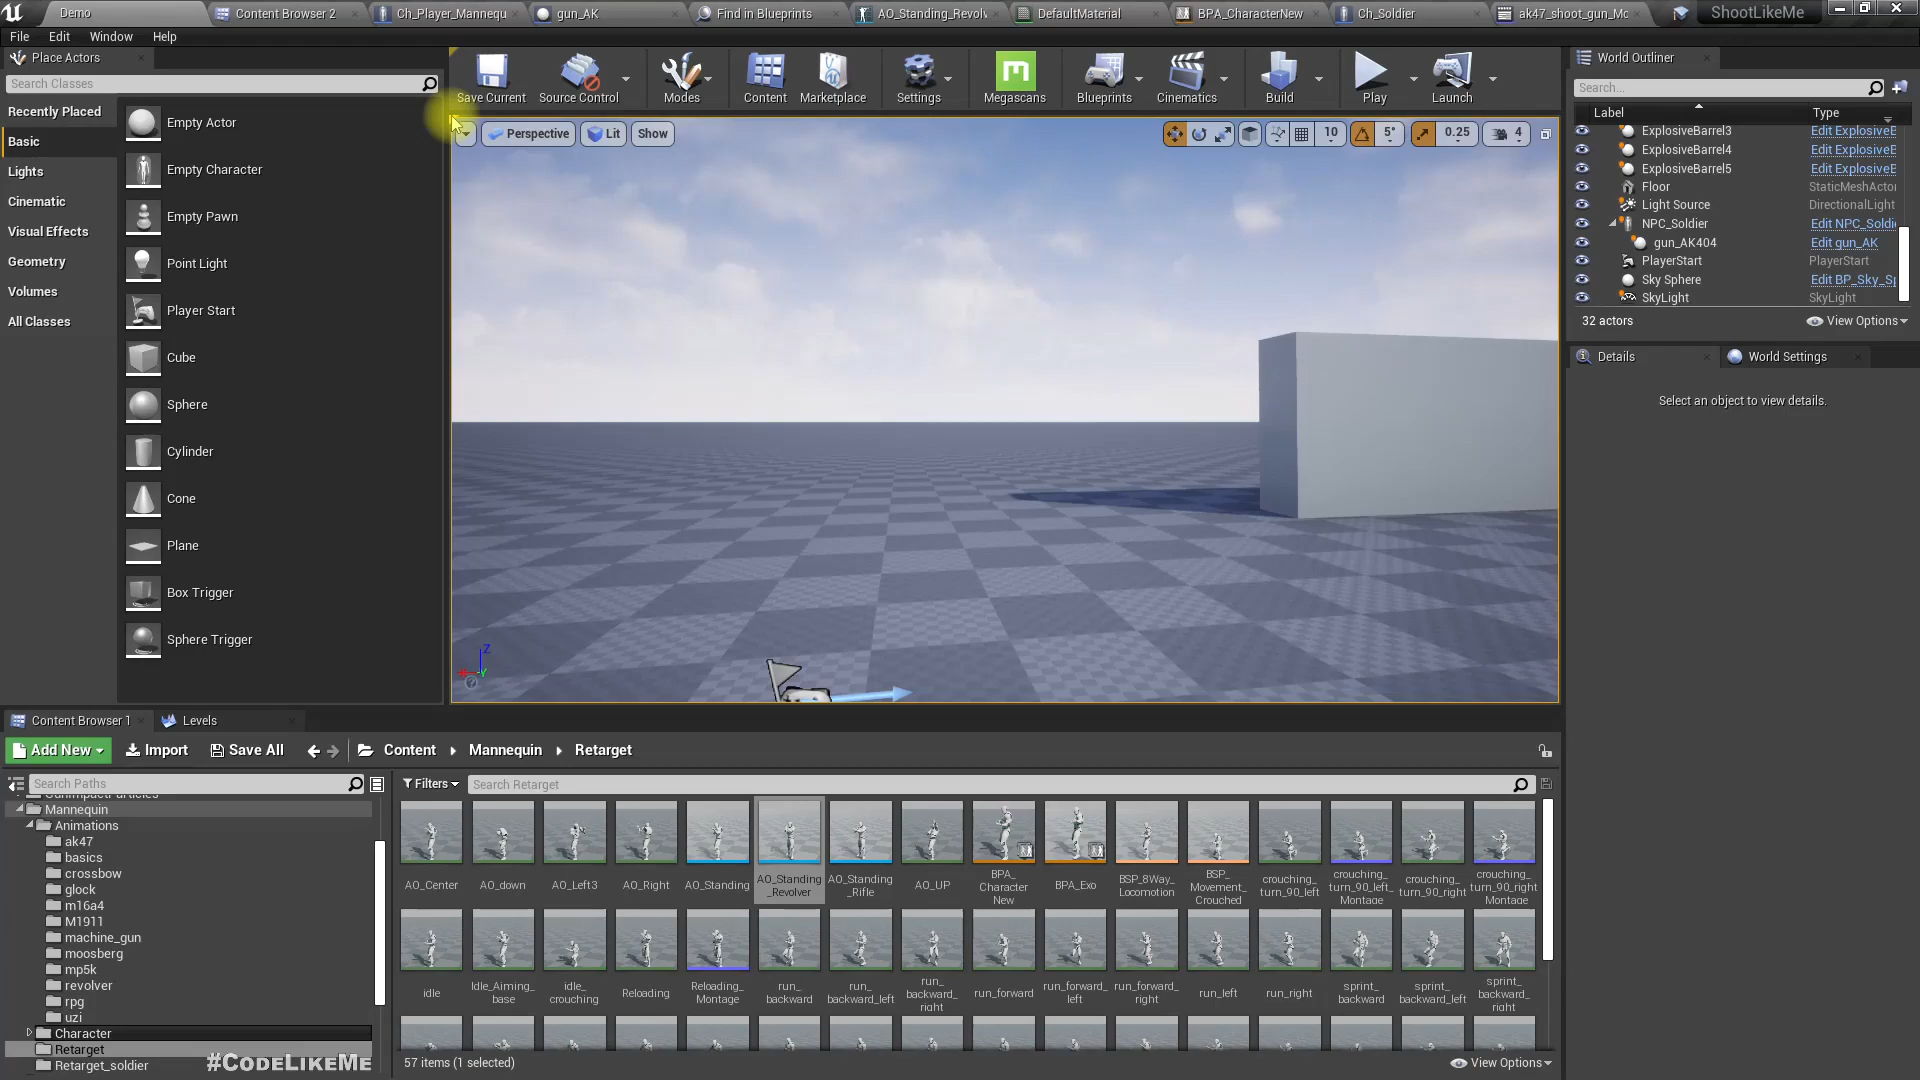 Demo
Content Browser 2
Ch_Player_Mannequ
gun_AK
Find in Blueprints
AO_Standing_Revolv
DefaultMaterial
BPA_CharacterNew
Ch_Soldier
ak47_shoot_gun_Mo
ShootLikeMe
File Edit Window Help
Place Actors
Search Classes
Recently Placed
Basic
Lights
Cinematic
Visual Effects
Geometry
Volumes
All Classes
Empty Actor
Empty Character
Empty Pawn
Point Light
Player Start
Cube
Sphere
Cylinder
Cone
Plane
Box Trigger
Sphere Trigger
Save Current
Source Control
Modes
Content
Marketplace
Settings
Megascans
Blueprints
Cinematics
Build
Play
Launch
Perspective Lit Show
10 5° 0.25 4
Z
World Outliner
Search...
Label Type
ExplosiveBarrel3 Edit ExplosiveE
ExplosiveBarrel4 Edit ExplosiveE
ExplosiveBarrel5 Edit ExplosiveE
Floor StaticMeshActor
Light Source DirectionalLight
NPC_Soldier Edit NPC_Soldie
gun_AK404 Edit gun_AK
PlayerStart PlayerStart
Sky Sphere Edit BP_Sky_Sp
SkyLight SkyLight
32 actors View Options
Details World Settings
Select an object to view details.
Content Browser 1 Levels
Add New Import Save All Content Mannequin Retarget
Search Paths
Filters Search Retarget
Mannequin
Animations
ak47
basics
crossbow
glock
m16a4
M1911
machine_gun
moosberg
mp5k
revolver
rpg
uzi
Character
Retarget
Retarget_soldier
#CodeLikeMe
AO_Center
AO_down
AO_Left3
AO_Right
AO_Standing
AO_Standing
_Revolver
AO_Standing
_Rifle
AO_UP
BPA_
Character
New
BPA_Exo
BSP_8Way_
Locomotion
BSP_
Movement_
Crouched
crouching_
turn_90_left
crouching_
turn_90_left_
Montage
crouching_
turn_90_right
crouching_
turn_90_right
Montage
idle
Idle_Aiming_
base
idle_
crouching
Reloading
Reloading_
Montage
run_
backward
run_
backward_left
run_
backward_
right
run_forward
run_forward_
left
run_forward_
right
run_left
run_right
sprint_
backward
sprint_
backward_left
sprint_
backward_
right
57 items (1 selected)
View Options